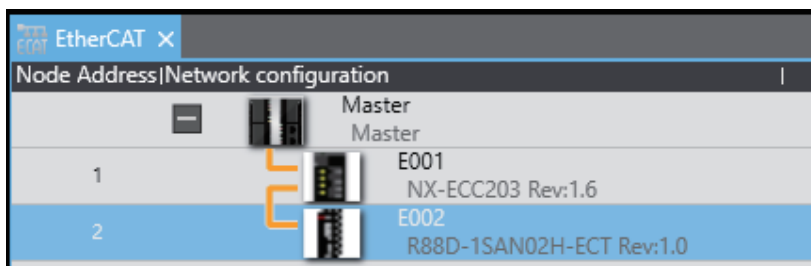 ECAT
EtherCAT ×
Node Address|Network configuration |
Master
Master
1
E001
NX-ECC203 Rev:1.6
2
E002
R88D-1SAN02H-ECT Rev:1.0